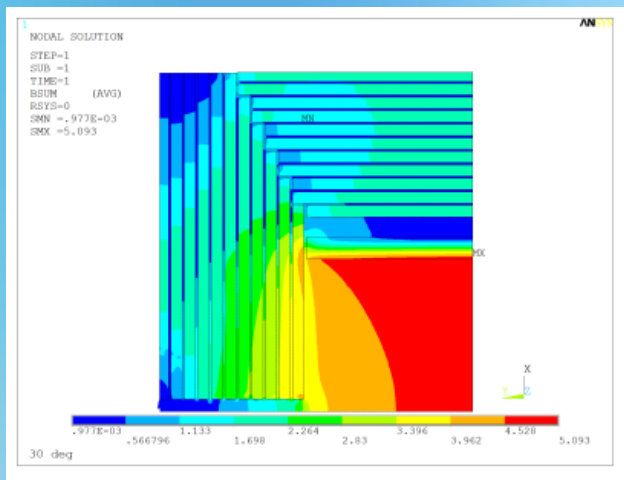 1
ANSYS
NODAL SOLUTION
STEP=1
SUB =1
TIME=1
BSUM (AVG)
RSYS=0
SMN =.977E-03
SMX =5.093
MN
MX
X
Y Z
.977E-03 1.133 2.264 3.396 4.528
.566796 1.698 2.83 3.962 5.093
30 deg